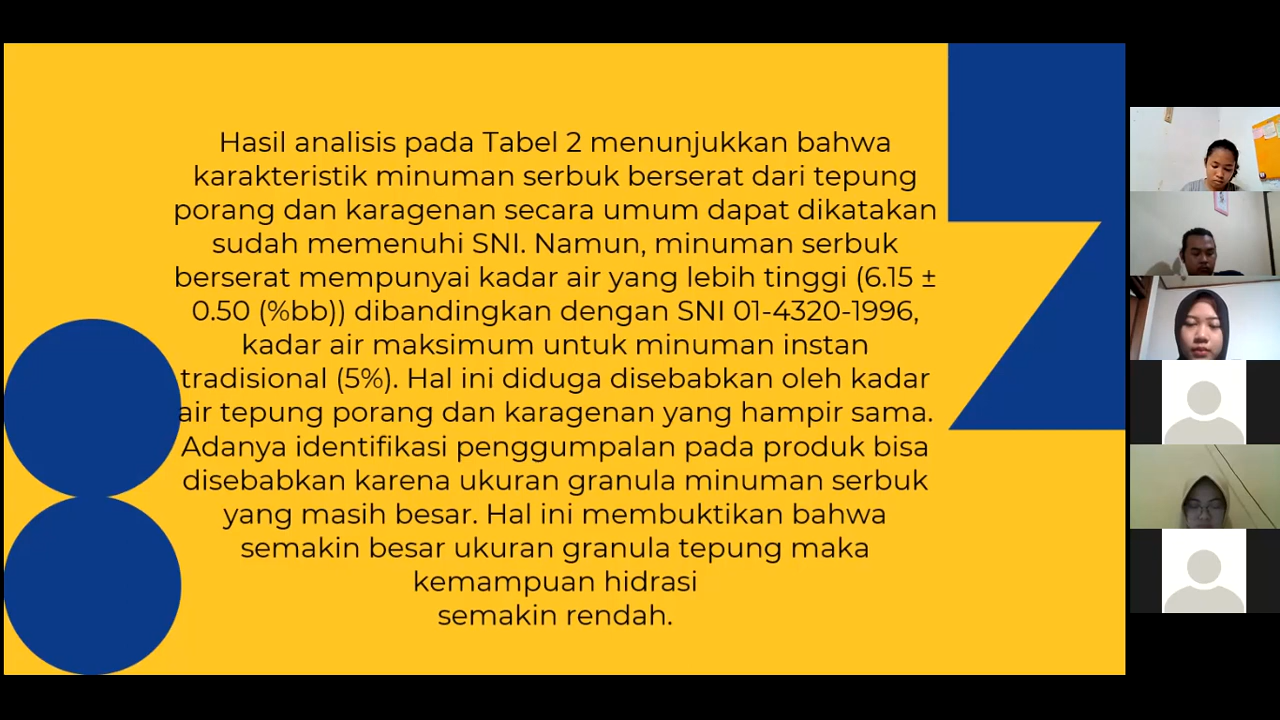 Hasil analisis pada Tabel 2 menunjukkan bahwa
karakteristik minuman serbuk berserat dari tepung
porang dan karagenan secara umum dapat dikatakan
sudah memenuhi SNI. Namun, minuman serbuk
berserat mempunyai kadar air yang lebih tinggi (6.15 ±
0.50 (%bb)) dibandingkan dengan SNI 01-4320-1996,
kadar air maksimum untuk minuman instan
tradisional (5%). Hal ini diduga disebabkan oleh kadar
air tepung porang dan karagenan yang hampir sama.
Adanya identifikasi penggumpalan pada produk bisa
disebabkan karena ukuran granula minuman serbuk
yang masih besar. Hal ini membuktikan bahwa
semakin besar ukuran granula tepung maka
kemampuan hidrasi
semakin rendah.